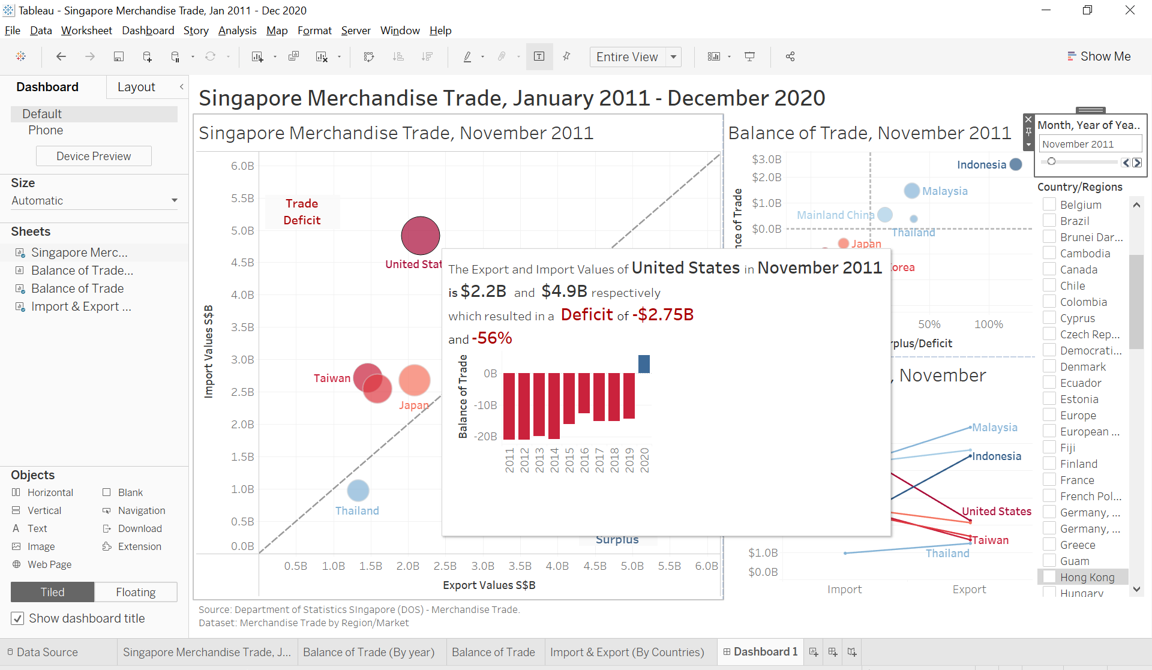 Tableau - Singapore Merchandise Trade, Jan 2011 - Dec 2020
File Data Worksheet Dashboard Story Analysis Map Format Server Window Help
Entire View
Show Me
Dashboard Layout
Default
Phone
Device Preview
Size
Automatic
Sheets
Singapore Merc...
Balance of Trade...
Balance of Trade
Import & Export ...
Objects
Horizontal Blank
Vertical Navigation
A Text Download
Image Extension
Web Page
Tiled Floating
Show dashboard title
Singapore Merchandise Trade, January 2011 - December 2020
Singapore Merchandise Trade, November 2011
Import Values S$B
6.0B
5.5B
5.0B
4.5B
4.0B
3.5B
3.0B
2.5B
2.0B
1.5B
1.0B
0.5B
0.0B
Trade
Deficit
United Stat
Taiwan
Japan
Thailand
Surplus
0.5B 1.0B 1.5B 2.0B 2.5B 3.0B 3.5B 4.0B 4.5B 5.0B 5.5B 6.0B
Export Values S$B
The Export and Import Values of United States in November 2011
is $2.2B and $4.9B respectively
which resulted in a Deficit of -$2.75B
and -56%
Balance of Trade
0B
-10B
-20B
2011 2012 2013 2014 2015 2016 2017 2018 2019 2020
Balance of Trade, November 2011
nce of Trade
$3.0B
$2.0B
$1.0B
$0.0B
Indonesia
Malaysia
Mainland China
Thailand
Japan
orea
50% 100%
rplus/Deficit
, November
Malaysia
Indonesia
United States
Taiwan
Thailand
$1.0B
$0.0B
Import Export
Month, Year of Yea..
November 2011
Country/Regions
Belgium
Brazil
Brunei Dar...
Cambodia
Canada
Chile
Colombia
Cyprus
Czech Rep...
Democrati...
Denmark
Ecuador
Estonia
Europe
European ...
Fiji
Finland
France
French Pol...
Germany, ...
Germany, ...
Greece
Guam
Hong Kong
Hungary
Source: Department of Statistics SIngapore (DOS) - Merchandise Trade.
Dataset: Merchandise Trade by Region/Market
Data Source Singapore Merchandise Trade, J... Balance of Trade (By year) Balance of Trade Import & Export (By Countries) Dashboard 1